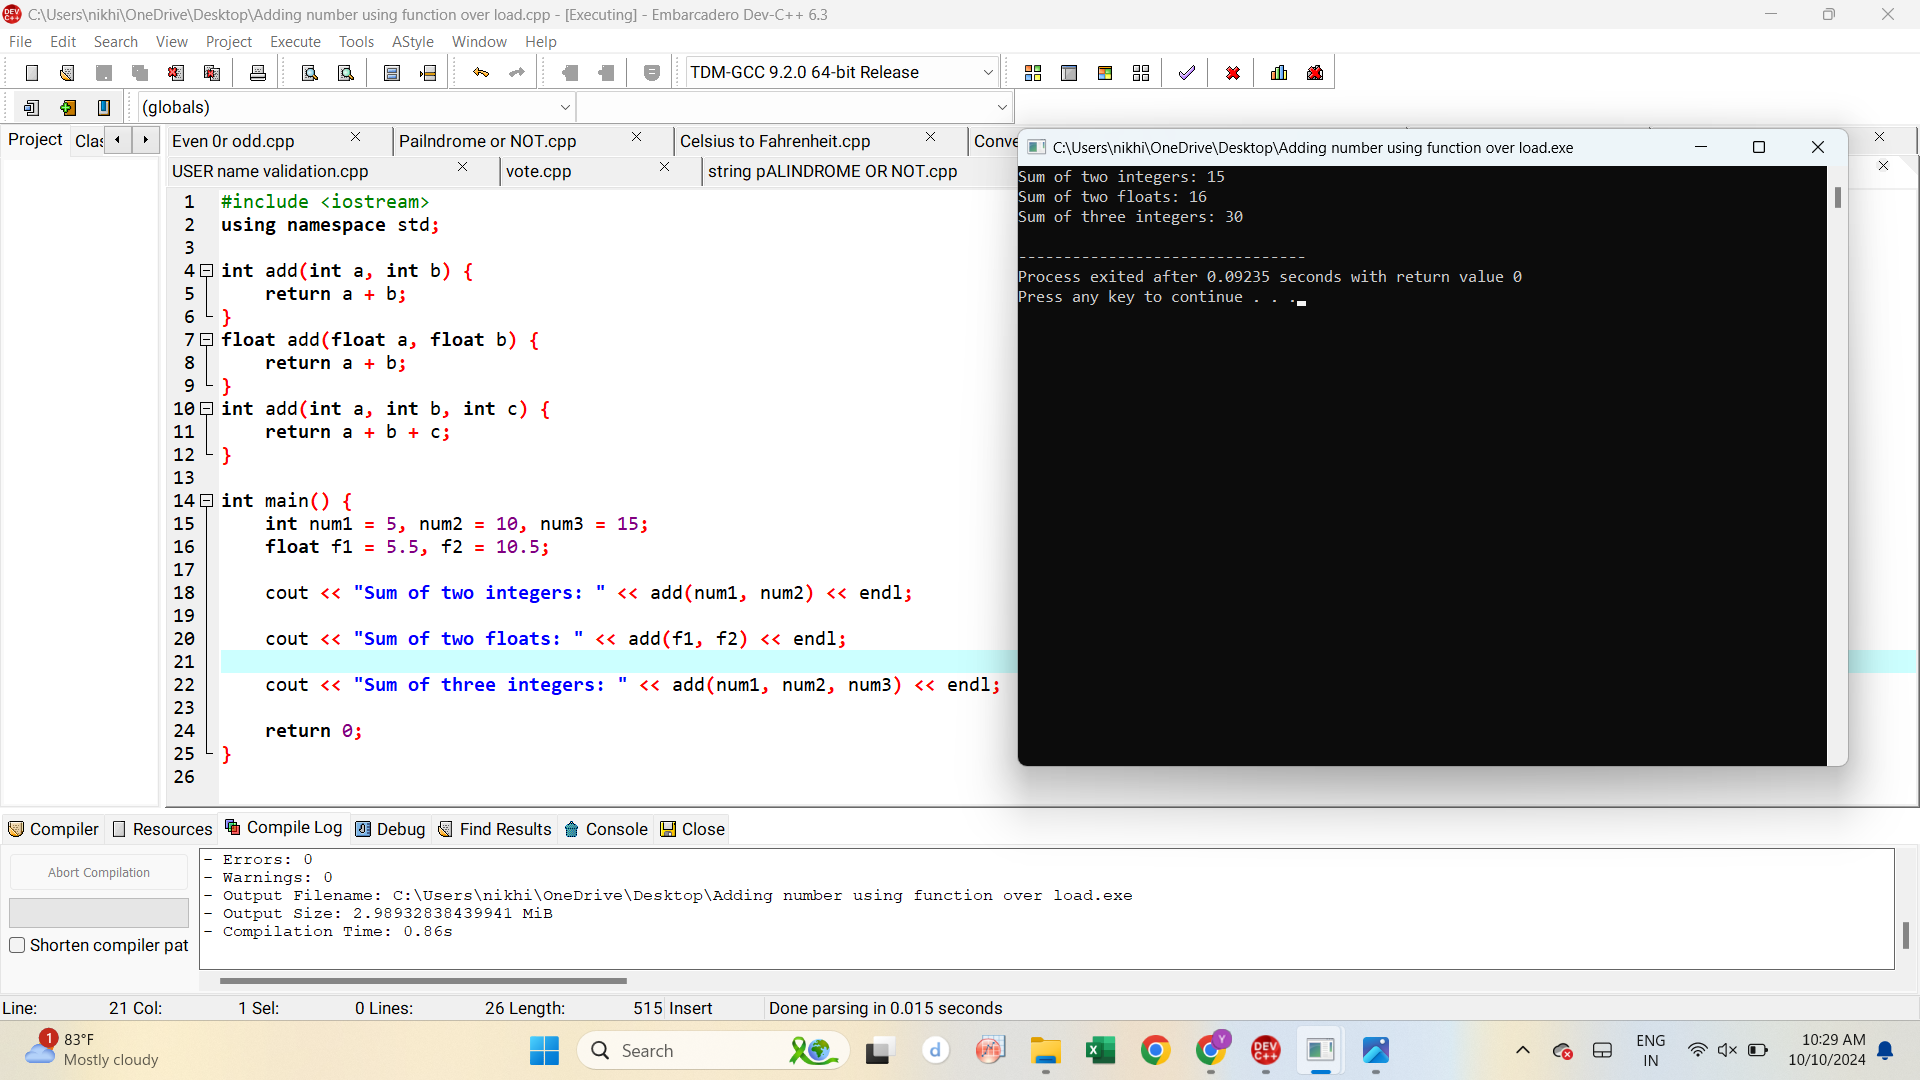 C:\Users\nikhi\OneDrive\Desktop\Adding number using function over load.cpp - [Executing] - Embarcadero Dev-C++ 6.3
File Edit Search View Project Execute Tools AStyle Window Help
TDM-GCC 9.2.0 64-bit Release
(globals)
Project Clas
Even 0r odd.cpp Pailndrome or NOT.cpp Celsius to Fahrenheit.cpp Conve
USER name validation.cpp vote.cpp string pALINDROME OR NOT.cpp
1 #include <iostream>
2 using namespace std;
3
4 int add(int a, int b) {
5 return a + b;
6 }
7 float add(float a, float b) {
8 return a + b;
9 }
10 int add(int a, int b, int c) {
11 return a + b + c;
12 }
13
14 int main() {
15 int num1 = 5, num2 = 10, num3 = 15;
16 float f1 = 5.5, f2 = 10.5;
17
18 cout << "Sum of two integers: " << add(num1, num2) << endl;
19
20 cout << "Sum of two floats: " << add(f1, f2) << endl;
21
22 cout << "Sum of three integers: " << add(num1, num2, num3) << endl;
23
24 return 0;
25 }
26
C:\Users\nikhi\OneDrive\Desktop\Adding number using function over load.exe
Sum of two integers: 15
Sum of two floats: 16
Sum of three integers: 30
--------------------------------
Process exited after 0.09235 seconds with return value 0
Press any key to continue . . .
Compiler Resources Compile Log Debug Find Results Console Close
Abort Compilation
Shorten compiler pat
- Errors: 0
- Warnings: 0
- Output Filename: C:\Users\nikhi\OneDrive\Desktop\Adding number using function over load.exe
- Output Size: 2.98932838439941 MiB
- Compilation Time: 0.86s
Line: 21 Col: 1 Sel: 0 Lines: 26 Length: 515 Insert Done parsing in 0.015 seconds
1
83°F
Mostly cloudy
Search
d
DEV C++
Y
ENG
IN
10:29 AM
10/10/2024